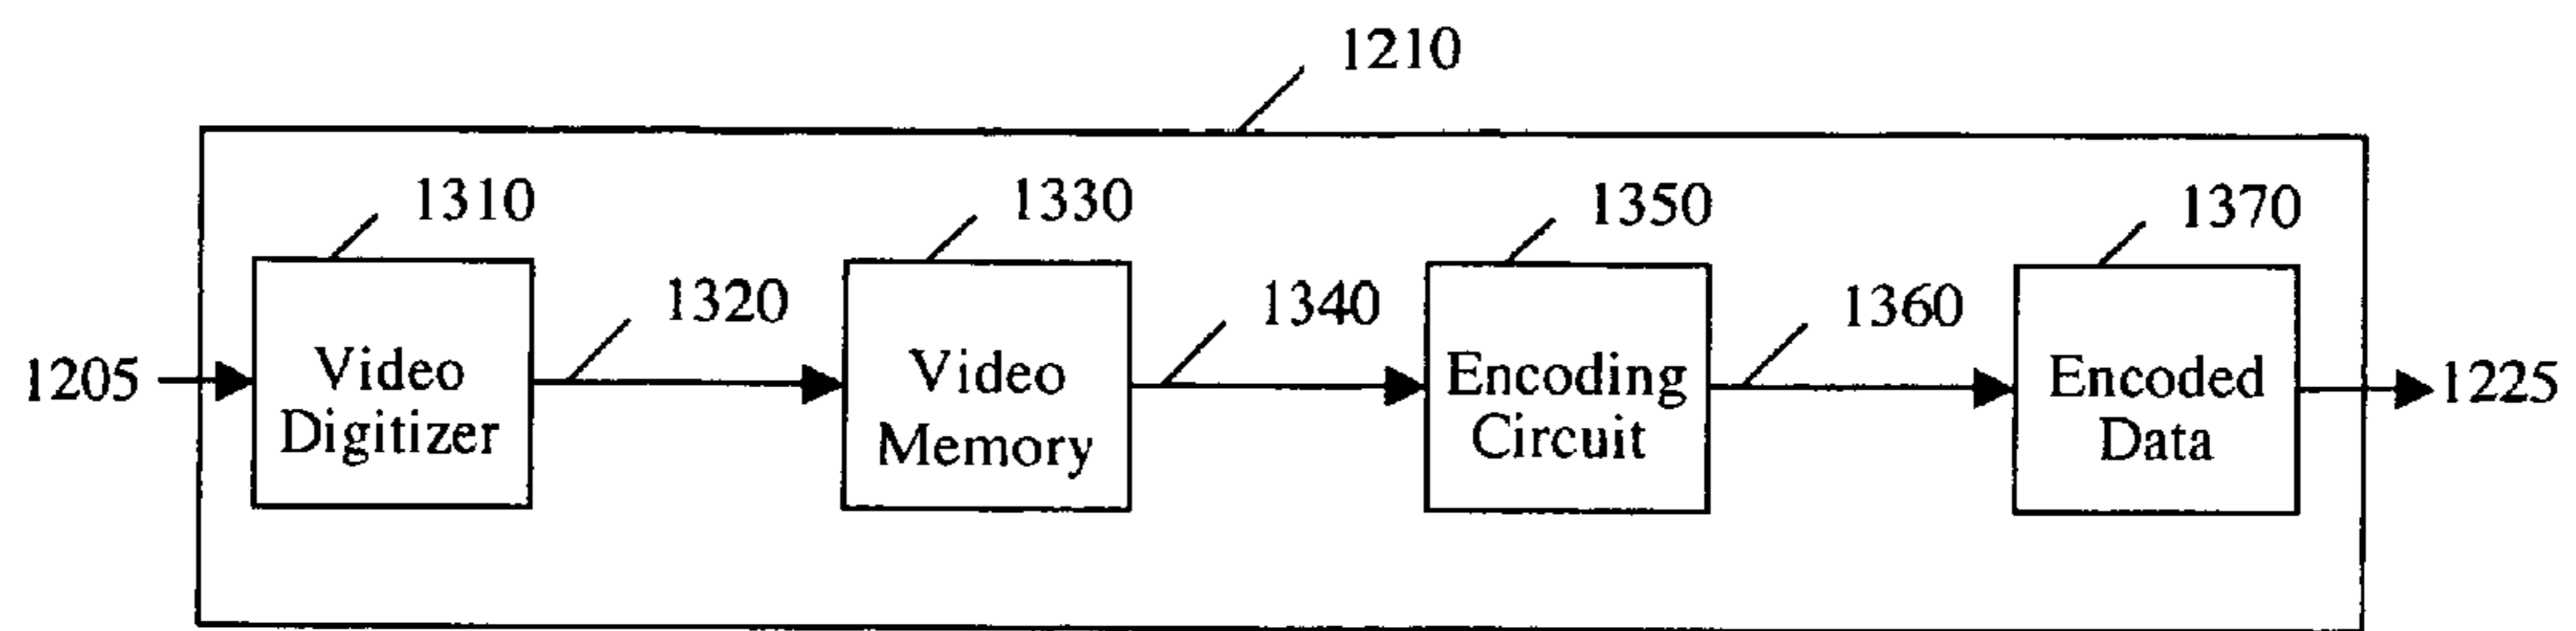 1210
1310
1330
1350
1370
1320
1340
1360
1205
Video
Digitizer
Video
Memory
Encoding
Circuit
Encoded
Data
1225